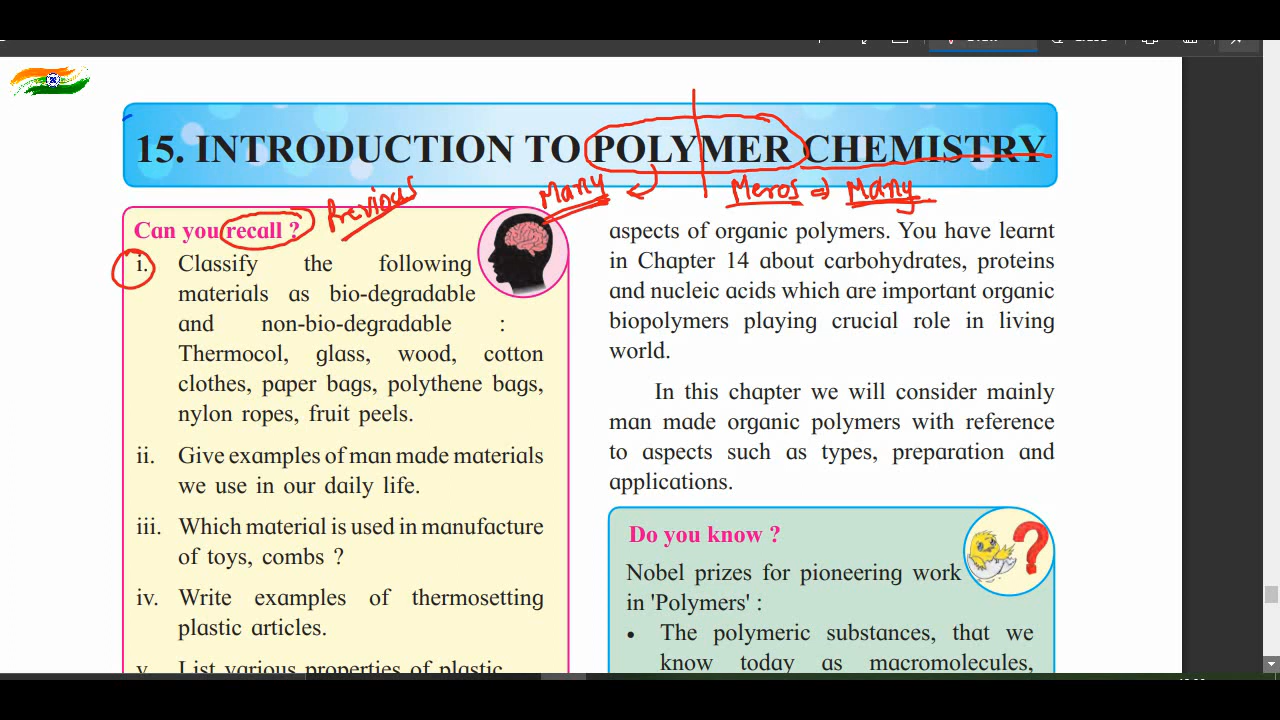 15. INTRODUCTION TO POLYMER CHEMISTRY
Many
Meros ⇒ Many
Previous
Can you recall ?
i. Classify the following
materials as bio-degradable
and non-bio-degradable :
Thermocol, glass, wood, cotton
clothes, paper bags, polythene bags,
nylon ropes, fruit peels.
ii. Give examples of man made materials
we use in our daily life.
iii. Which material is used in manufacture
of toys, combs ?
iv. Write examples of thermosetting
plastic articles.
v. List various properties of plastic
aspects of organic polymers. You have learnt
in Chapter 14 about carbohydrates, proteins
and nucleic acids which are important organic
biopolymers playing crucial role in living
world.
In this chapter we will consider mainly
man made organic polymers with reference
to aspects such as types, preparation and
applications.
Do you know ?
Nobel prizes for pioneering work
in 'Polymers' :
• The polymeric substances, that we
know today as macromolecules,